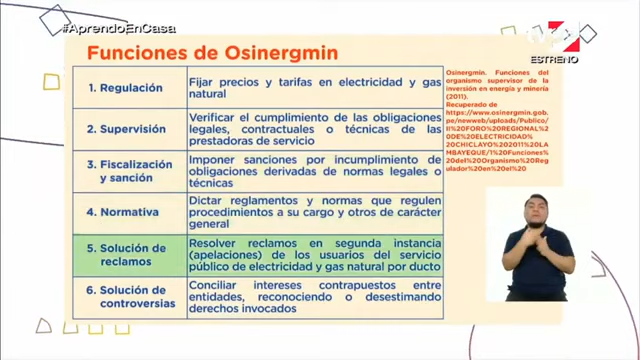 #AprendoEnCasa
ESTRENO
Funciones de Osinergmin
1. Regulación
Fijar precios y tarifas en electricidad y gas
natural
2. Supervisión
Verificar el cumplimiento de las obligaciones
legales, contractuales o técnicas de las
prestadoras de servicio
3. Fiscalización
y sanción
Imponer sanciones por incumplimiento de
obligaciones derivadas de normas legales o
técnicas
4. Normativa
Dictar reglamentos y normas que regulen
procedimientos a su cargo y otros de carácter
general
5. Solución de
reclamos
Resolver reclamos en segunda instancia
(apelaciones) de los usuarios del servicio
público de electricidad y gas natural por ducto
6. Solución de
controversias
Conciliar intereses contrapuestos entre
entidades, reconociendo o desestimando
derechos invocados
Osinergmin. Funciones del
organismo supervisor de la
inversión en energía y minería
(2011).
Recuperado de
https://www.osinergmin.gob.
pe/newweb/uploads/Publico/
II%20FORO%20REGIONAL%20
0DE%20ELECTRICIDAD%
20CHICLAYO%202011%20LA
MBAYEQUE/1%20Funciones
%20del%20Organismo%20Reg
ulador%20en%20el%20